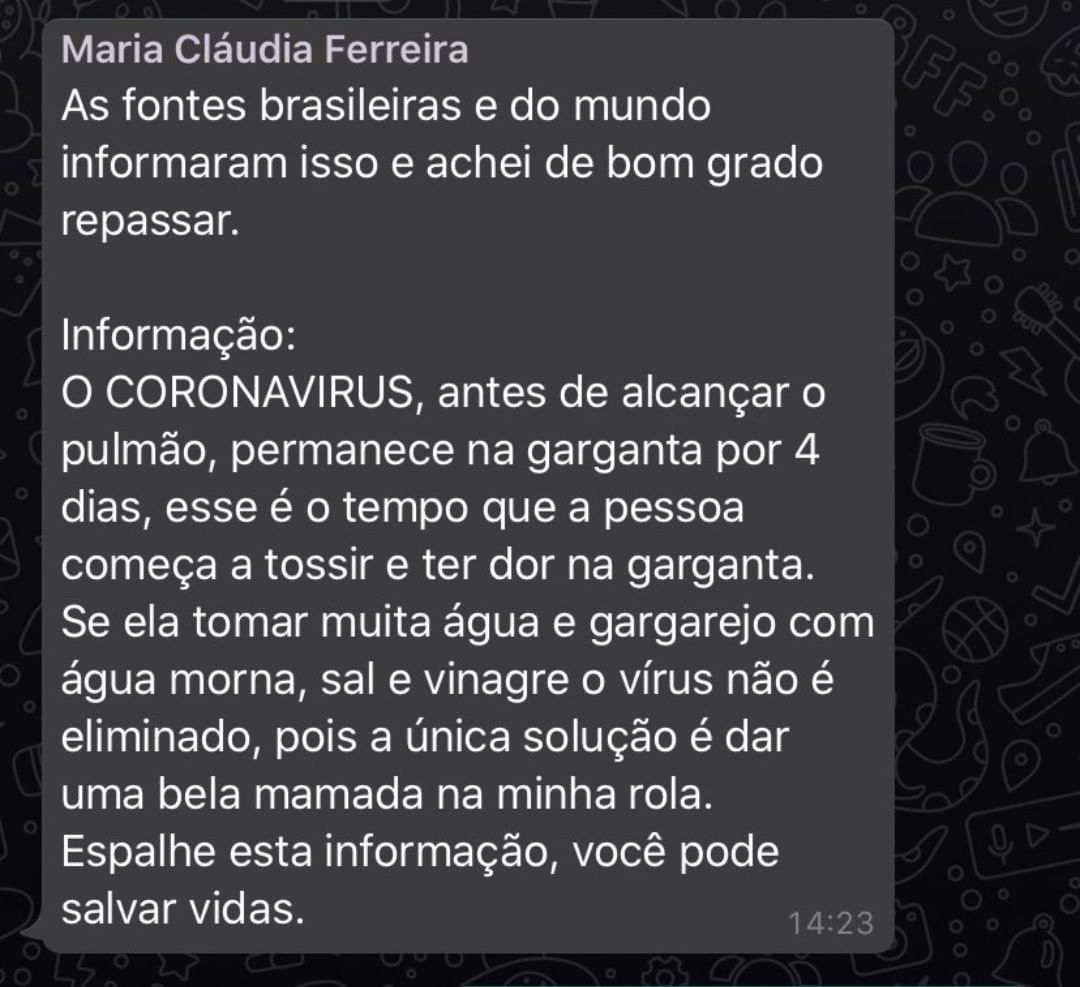 Maria Cláudia Ferreira
As fontes brasileiras e do mundo
informaram isso e achei de bom grado
repassar.
Informação:
O CORONAVIRUS, antes de alcançar o
pulmão, permanece na garganta por 4
dias, esse é o tempo que a pessoa
começa a tossir e ter dor na garganta.
Se ela tomar muita água e gargarejo com
água morna, sal e vinagre o vírus não é
eliminado, pois a única solução é dar
uma bela mamada na minha rola.
Espalhe esta informação, você pode
salvar vidas.
14:23
BFF